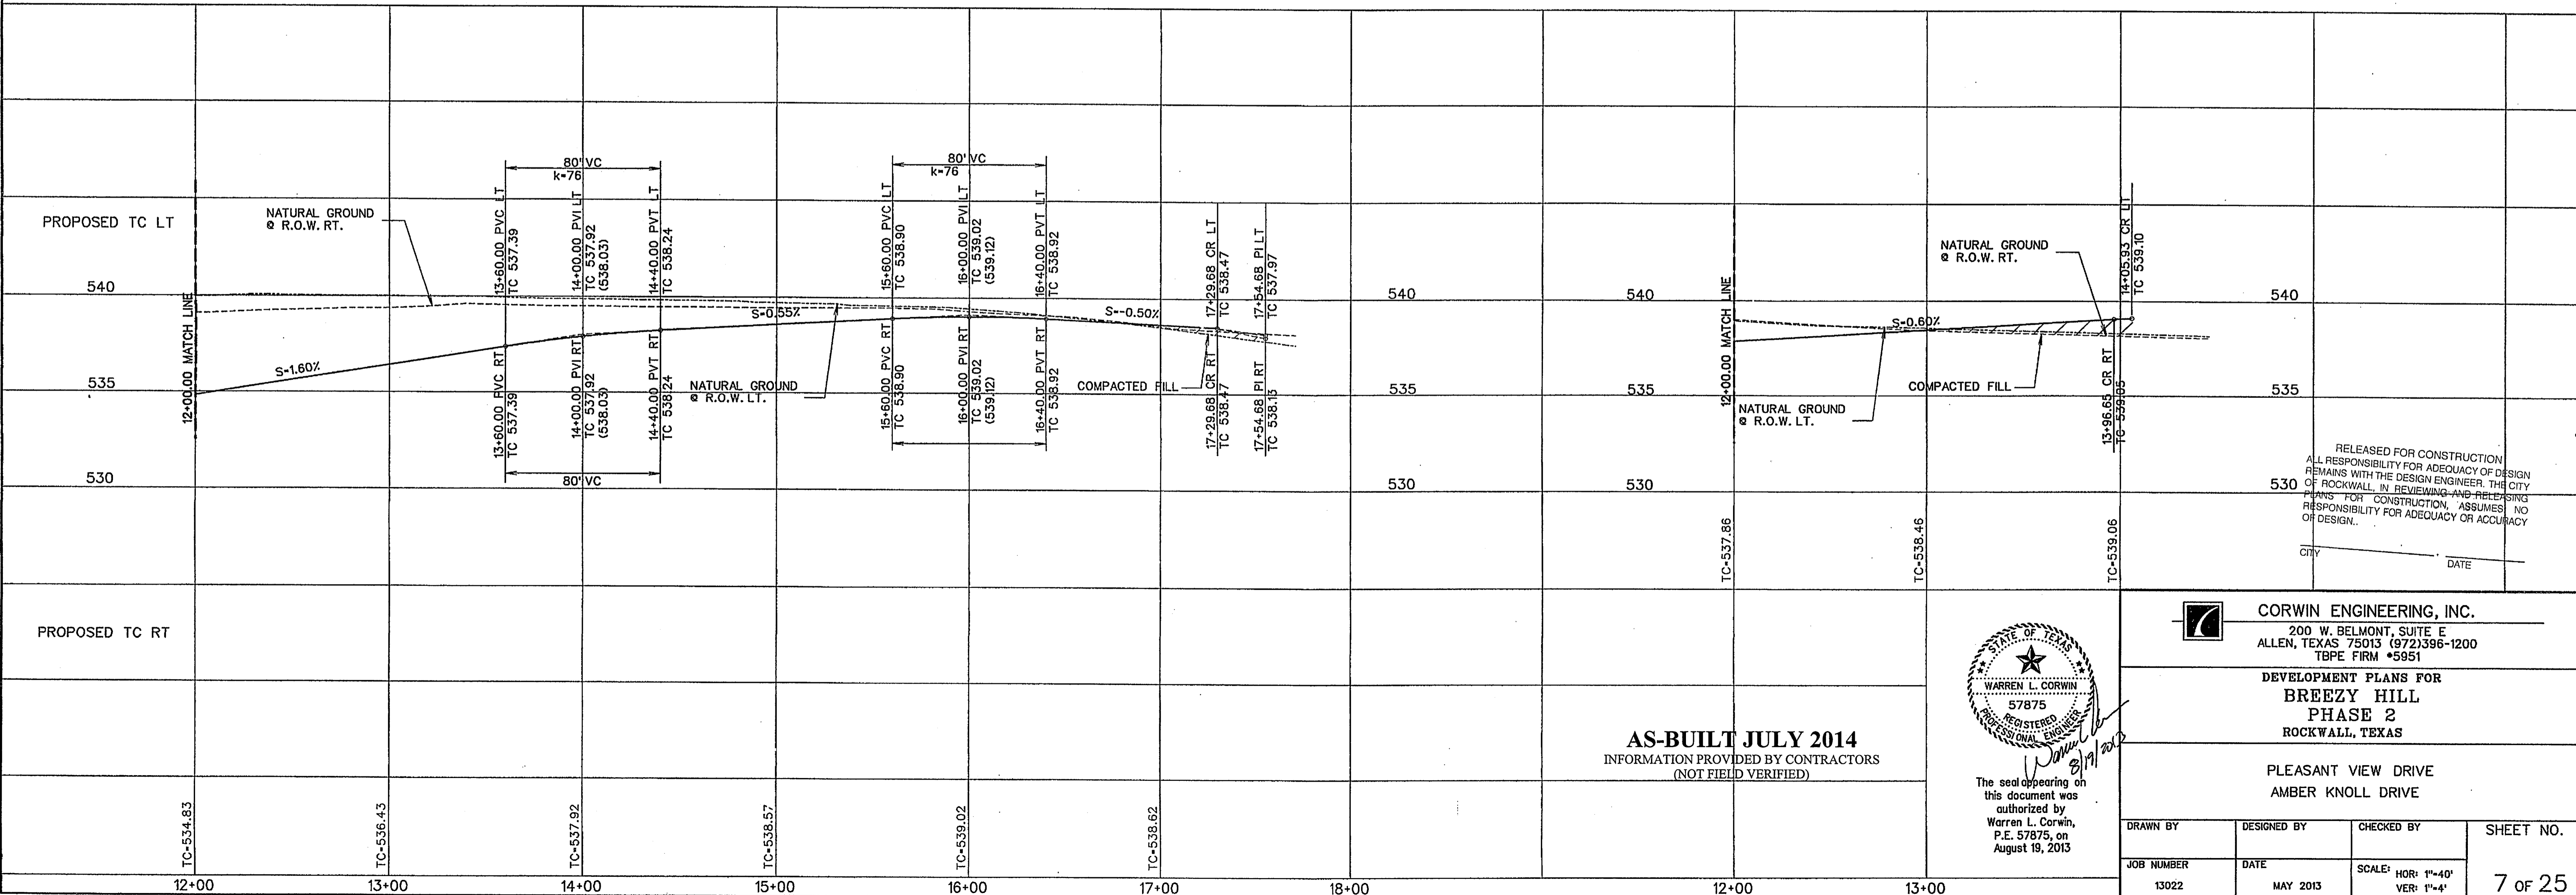 PROPOSED TC LT
NATURAL GROUND
@ R.O.W. RT.
80' VC
k=76
80' VC
k=76
13+60.00 PVC LT
TC 537.39
14+00.00 PVI LT
TC 537.92
(538.03)
14+40.00 PVT LT
TC 538.24
15+60.00 PVC LT
TC 538.90
16+00.00 PVI LT
TC 539.02
(539.12)
16+40.00 PVT LT
TC 538.92
17+29.68 CR LT
TC 538.47
17+54.68 PI LT
TC 537.97
540
535
530
12+00.00 MATCH LINE
S=1.60%
S=0.55%
S=-0.50%
13+60.00 PVC RT
TC 537.39
14+00.00 PVI RT
TC 537.92
(538.03)
14+40.00 PVT RT
TC 538.24
80' VC
NATURAL GROUND
@ R.O.W. LT.
15+60.00 PVC RT
TC 538.90
16+00.00 PVI RT
TC 539.02
(539.12)
16+40.00 PVT RT
TC 538.92
COMPACTED FILL
17+29.68 CR RT
TC 538.47
17+54.68 PI RT
TC
540
535
530
540
535
530
12+00.00 MATCH LINE
NATURAL GROUND
@ R.O.W. RT.
14+05.93 CR LT
TC 539.10
S=0.60%
NATURAL GROUND
@ R.O.W. LT.
COMPACTED FILL
13+96.65 CR RT
TC 539.05
540
535
530
TC=537.86
TC=538.46
TC=539.06
RELEASED FOR CONSTRUCTION
ALL RESPONSIBILITY FOR ADEQUACY OF DESIGN
REMAINS WITH THE DESIGN ENGINEER. THE CITY
OF ROCKWALL, IN REVIEWING AND RELEASING
PLANS FOR CONSTRUCTION, ASSUMES NO
RESPONSIBILITY FOR ADEQUACY OR ACCURACY
OF DESIGN..
CITY
DATE
PROPOSED TC RT
TC=534.83
TC=536.43
TC=537.92
TC=538.57
TC=539.02
TC=538.62
12+00
13+00
14+00
15+00
16+00
17+00
18+00
12+00
13+00
AS-BUILT JULY 2014
INFORMATION PROVIDED BY CONTRACTORS
(NOT FIELD VERIFIED)
STATE OF TEXAS
WARREN L. CORWIN
57875
REGISTERED
PROFESSIONAL ENGINEER
8/19/2013
The seal appearing on
this document was
authorized by
Warren L. Corwin,
P.E. 57875, on
August 19, 2013
CORWIN ENGINEERING, INC.
200 W. BELMONT, SUITE E
ALLEN, TEXAS 75013 (972)396-1200
TBPE FIRM #5951
DEVELOPMENT PLANS FOR
BREEZY HILL
PHASE 2
ROCKWALL, TEXAS
PLEASANT VIEW DRIVE
AMBER KNOLL DRIVE
DRAWN BY
DESIGNED BY
CHECKED BY
SHEET NO.
JOB NUMBER
13022
DATE
MAY 2013
SCALE: HOR: 1"=40'
VER: 1"=4'
7 OF 25